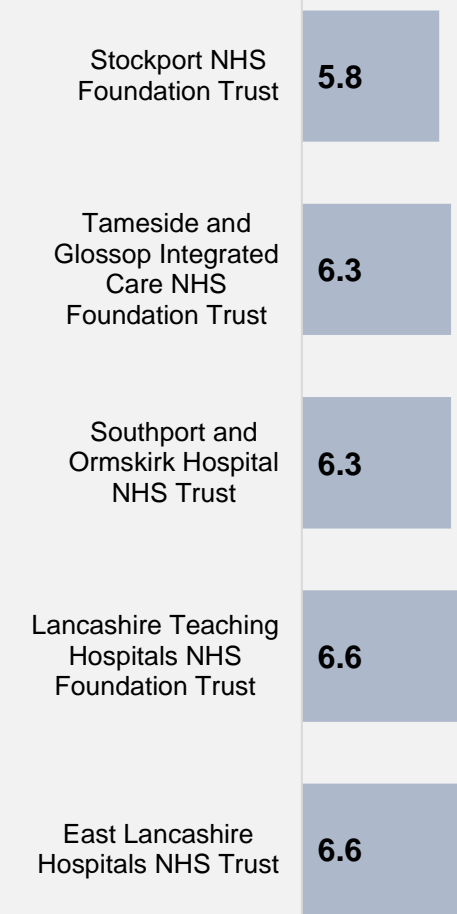 Stockport NHS
Foundation Trust
5.8
Tameside and
Glossop Integrated
Care NHS
Foundation Trust
6.3
Southport and
Ormskirk Hospital
NHS Trust
6.3
Lancashire Teaching
Hospitals NHS
Foundation Trust
6.6
East Lancashire
Hospitals NHS Trust
6.6